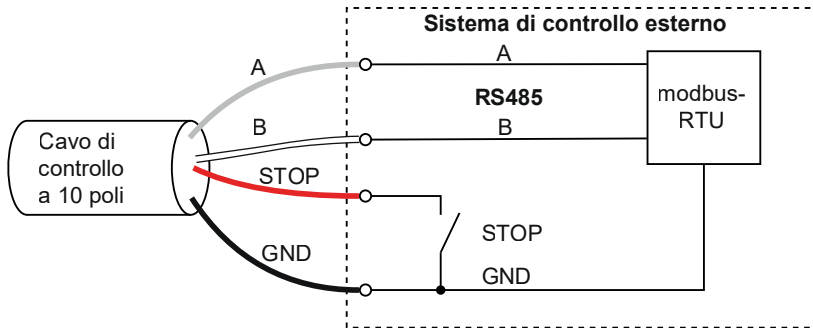 Sistema di controllo esterno
A
A
RS485
modbus-
RTU
B
B
Cavo di
controllo
a 10 poli
STOP
STOP
GND
GND